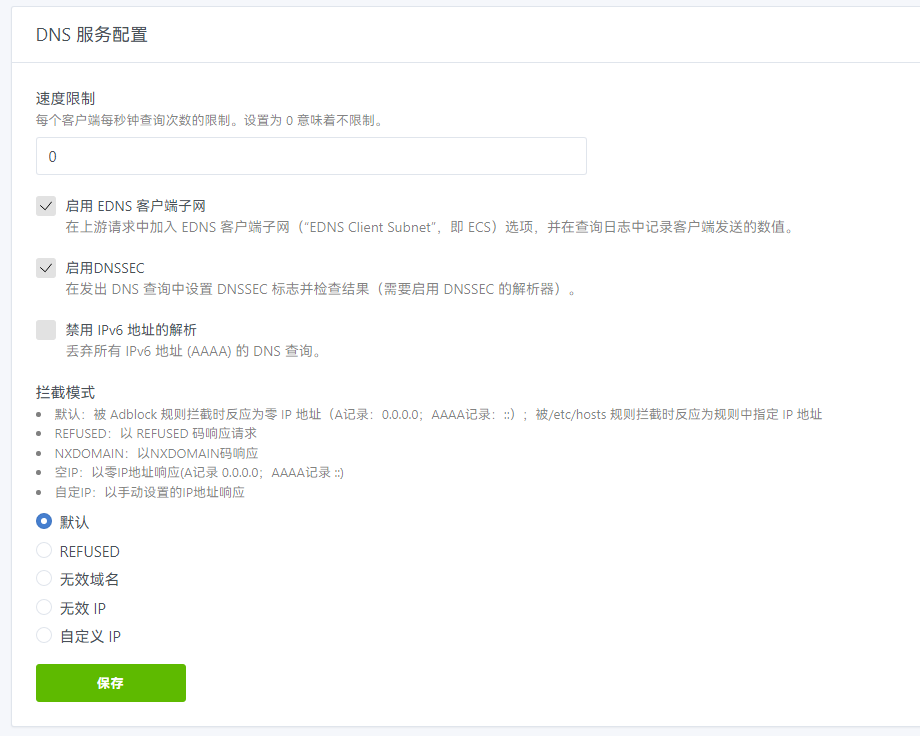 DNS 服务配置
速度限制
每个客户端每秒钟查询次数的限制。设置为 0 意味着不限制。
0
启用 EDNS 客户端子网
在上游请求中加入 EDNS 客户端子网（“EDNS Client Subnet”，即 ECS）选项，并在查询日志中记录客户端发送的数值。
启用DNSSEC
在发出 DNS 查询中设置 DNSSEC 标志并检查结果（需要启用 DNSSEC 的解析器）。
禁用 IPv6 地址的解析
丢弃所有 IPv6 地址 (AAAA) 的 DNS 查询。
拦截模式
默认：被 Adblock 规则拦截时反应为零 IP 地址（A记录：0.0.0.0；AAAA记录：::）；被/etc/hosts 规则拦截时反应为规则中指定 IP 地址
REFUSED：以 REFUSED 码响应请求
NXDOMAIN：以NXDOMAIN码响应
空IP：以零IP地址响应(A记录 0.0.0.0；AAAA记录 ::)
自定IP：以手动设置的IP地址响应
默认
REFUSED
无效域名
无效 IP
自定义 IP
保存